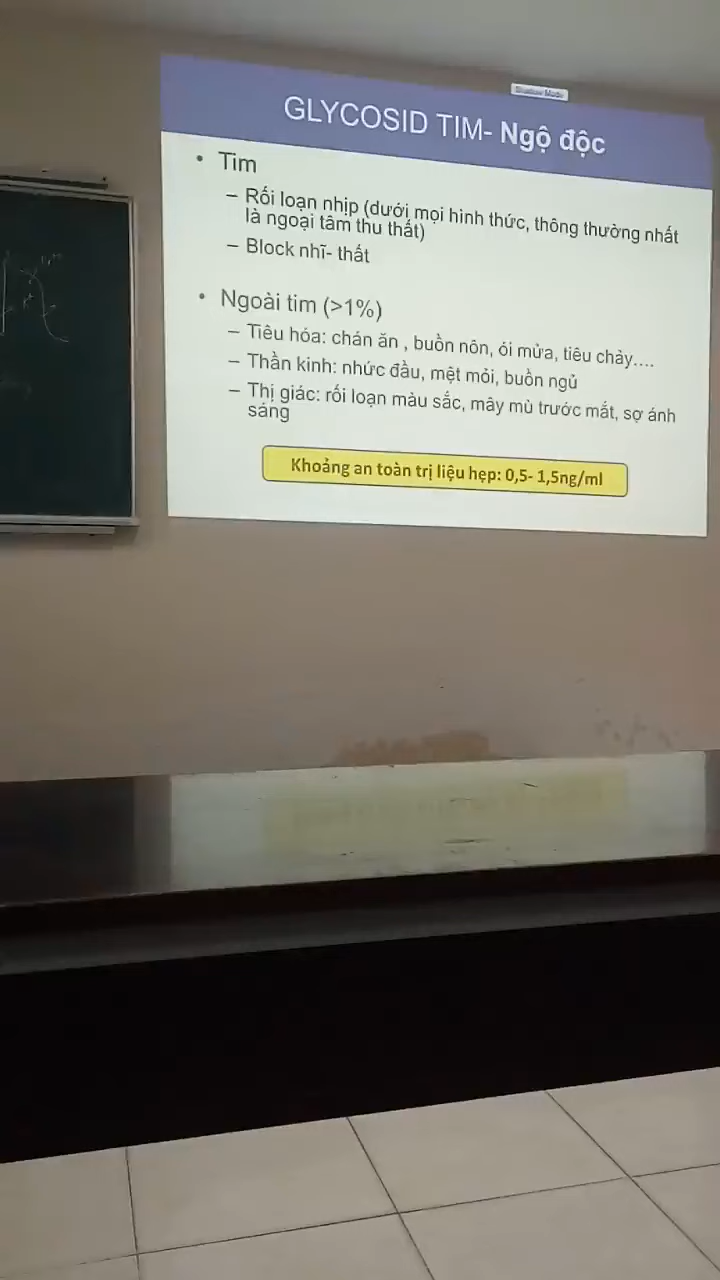 Shadow Mode
GLYCOSID TIM- Ngộ độc
• Tim
– Rối loạn nhịp (dưới mọi hình thức, thông thường nhất
là ngoại tâm thu thất)
– Block nhĩ- thất
• Ngoài tim (>1%)
– Tiêu hóa: chán ăn , buồn nôn, ói mửa, tiêu chảy....
– Thần kinh: nhức đầu, mệt mỏi, buồn ngủ
– Thị giác: rối loạn màu sắc, mây mù trước mắt, sợ ánh
sáng
Khoảng an toàn trị liệu hẹp: 0,5- 1,5ng/ml